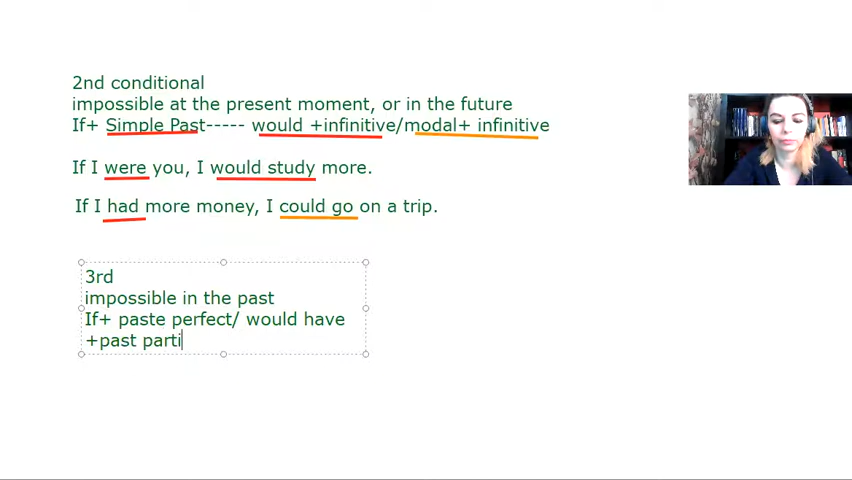 2nd conditional
impossible at the present moment, or in the future
If+ Simple Past----- would +infinitive/modal+ infinitive
If I were you, I would study more.
If I had more money, I could go on a trip.
3rd
impossible in the past
If+ paste perfect/ would have
+past parti